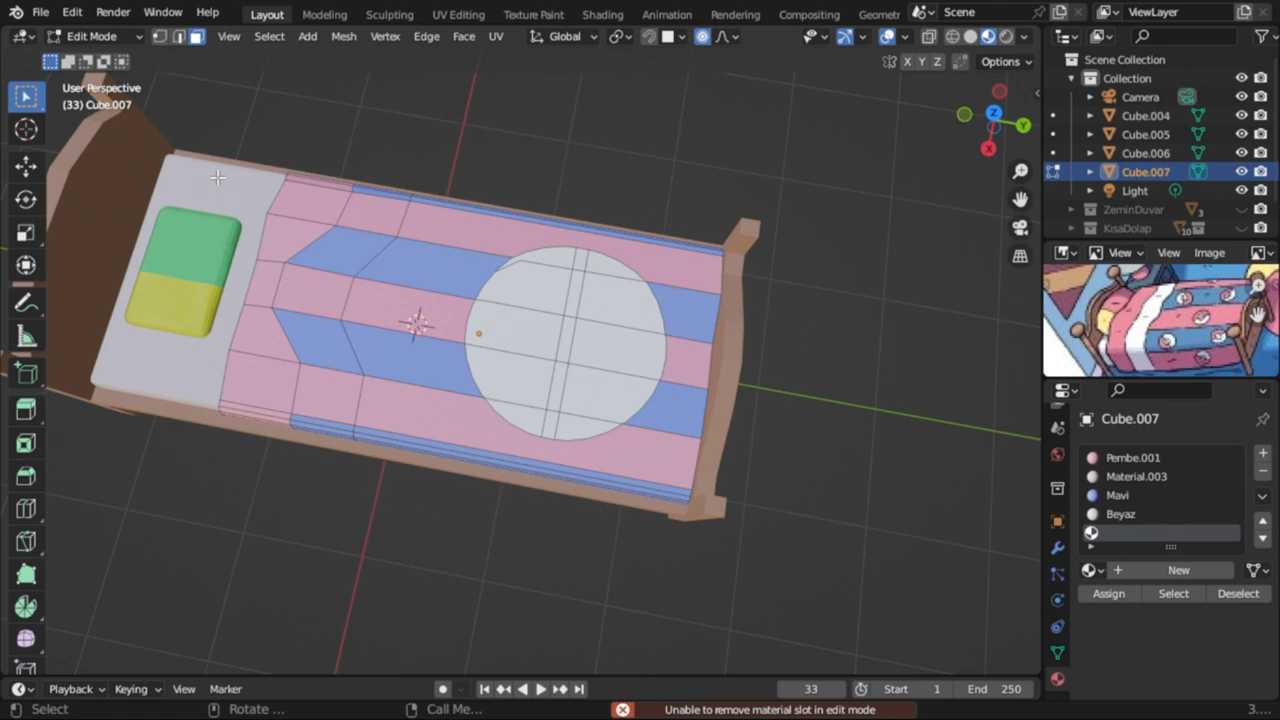 File Edit Render Window Help Layout Modeling Sculpting UV Editing Texture Paint Shading Animation Rendering Compositing Geometr Scene ViewLayer
Edit Mode View Select Add Mesh Vertex Edge Face UV Global
X Y Z Options
User Perspective
(33) Cube.007
Z
Y
X
Scene Collection
Collection
Camera
Cube.004
Cube.005
Cube.006
Cube.007
Light
ZeminDuvar 3
KisaDolap 10
View View Image
Cube.007
Pembe.001
Material.003
Mavi
Beyaz
New
Assign Select Deselect
Playback Keying View Marker 33 Start 1 End 250
Select Rotate ... Call Me... Unable to remove material slot in edit mode 3....